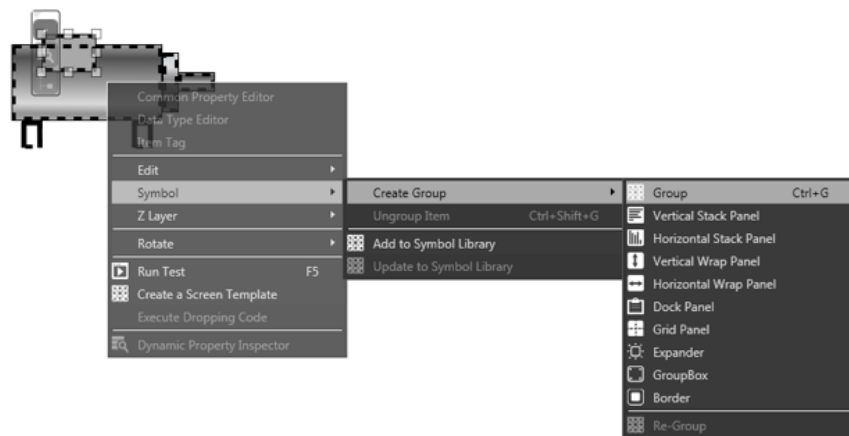 A
Common Property Editor
Data Type Editor
Item Tag
Edit
Symbol
Z Layer
Rotate
Run Test F5
Create a Screen Template
Execute Dropping Code
Dynamic Property Inspector
Create Group
Ungroup Item Ctrl+Shift+G
Add to Symbol Library
Update to Symbol Library
Group Ctrl+G
Vertical Stack Panel
Horizontal Stack Panel
Vertical Wrap Panel
Horizontal Wrap Panel
Dock Panel
Grid Panel
Expander
GroupBox
Border
Re-Group